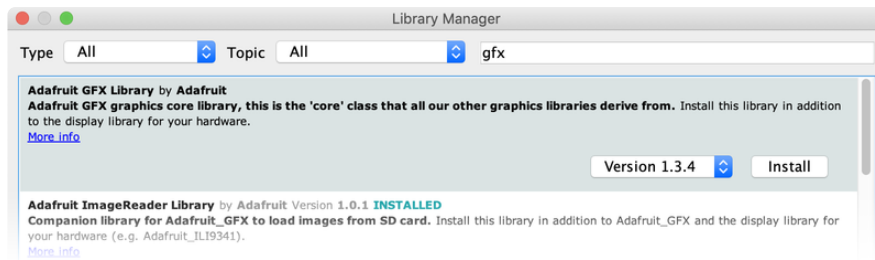 Library Manager
Type All Topic All gfx
Adafruit GFX Library by Adafruit
Adafruit GFX graphics core library, this is the 'core' class that all our other graphics libraries derive from. Install this library in addition
to the display library for your hardware.
More info
Version 1.3.4 Install
Adafruit ImageReader Library by Adafruit Version 1.0.1 INSTALLED
Companion library for Adafruit_GFX to load images from SD card. Install this library in addition to Adafruit_GFX and the display library for
your hardware (e.g. Adafruit_ILI9341).
More info